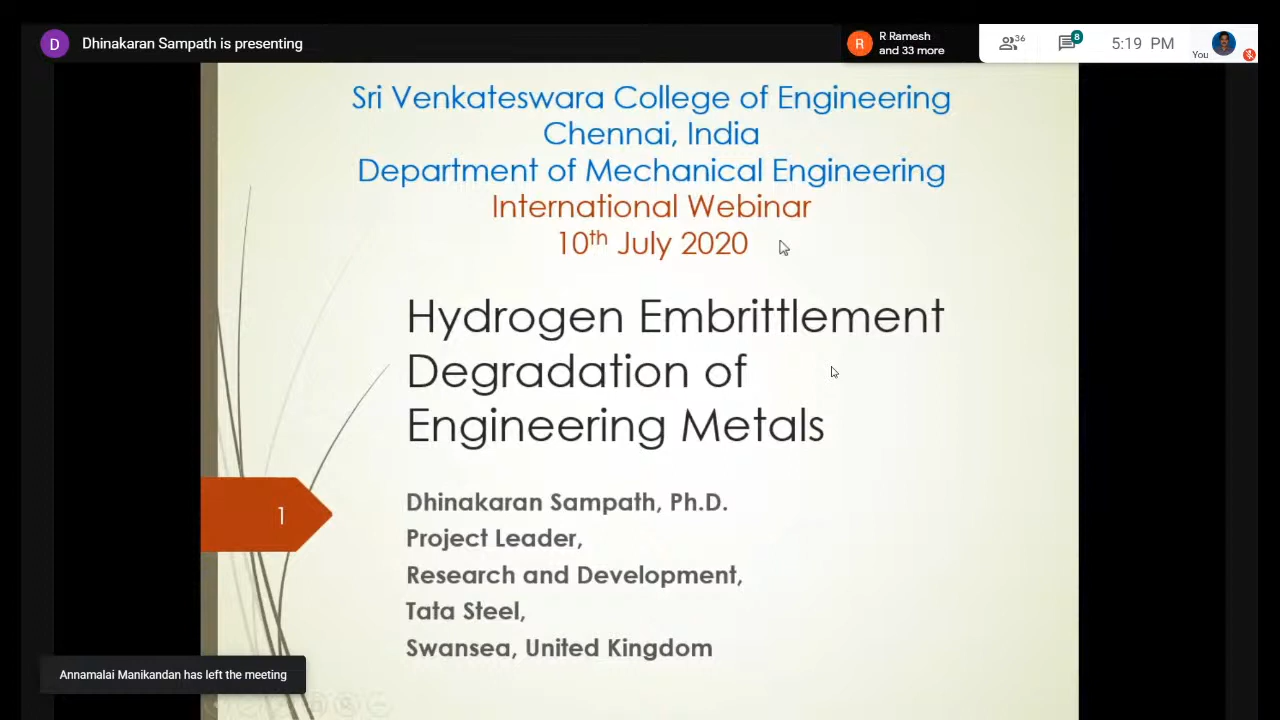 D
Dhinakaran Sampath is presenting
R
R Ramesh
and 33 more
36
8
5:19 PM
You
Sri Venkateswara College of Engineering
Chennai, India
Department of Mechanical Engineering
International Webinar
10th July 2020
Hydrogen Embrittlement
Degradation of
Engineering Metals
1
Dhinakaran Sampath, Ph.D.
Project Leader,
Research and Development,
Tata Steel,
Swansea, United Kingdom
Annamalai Manikandan has left the meeting